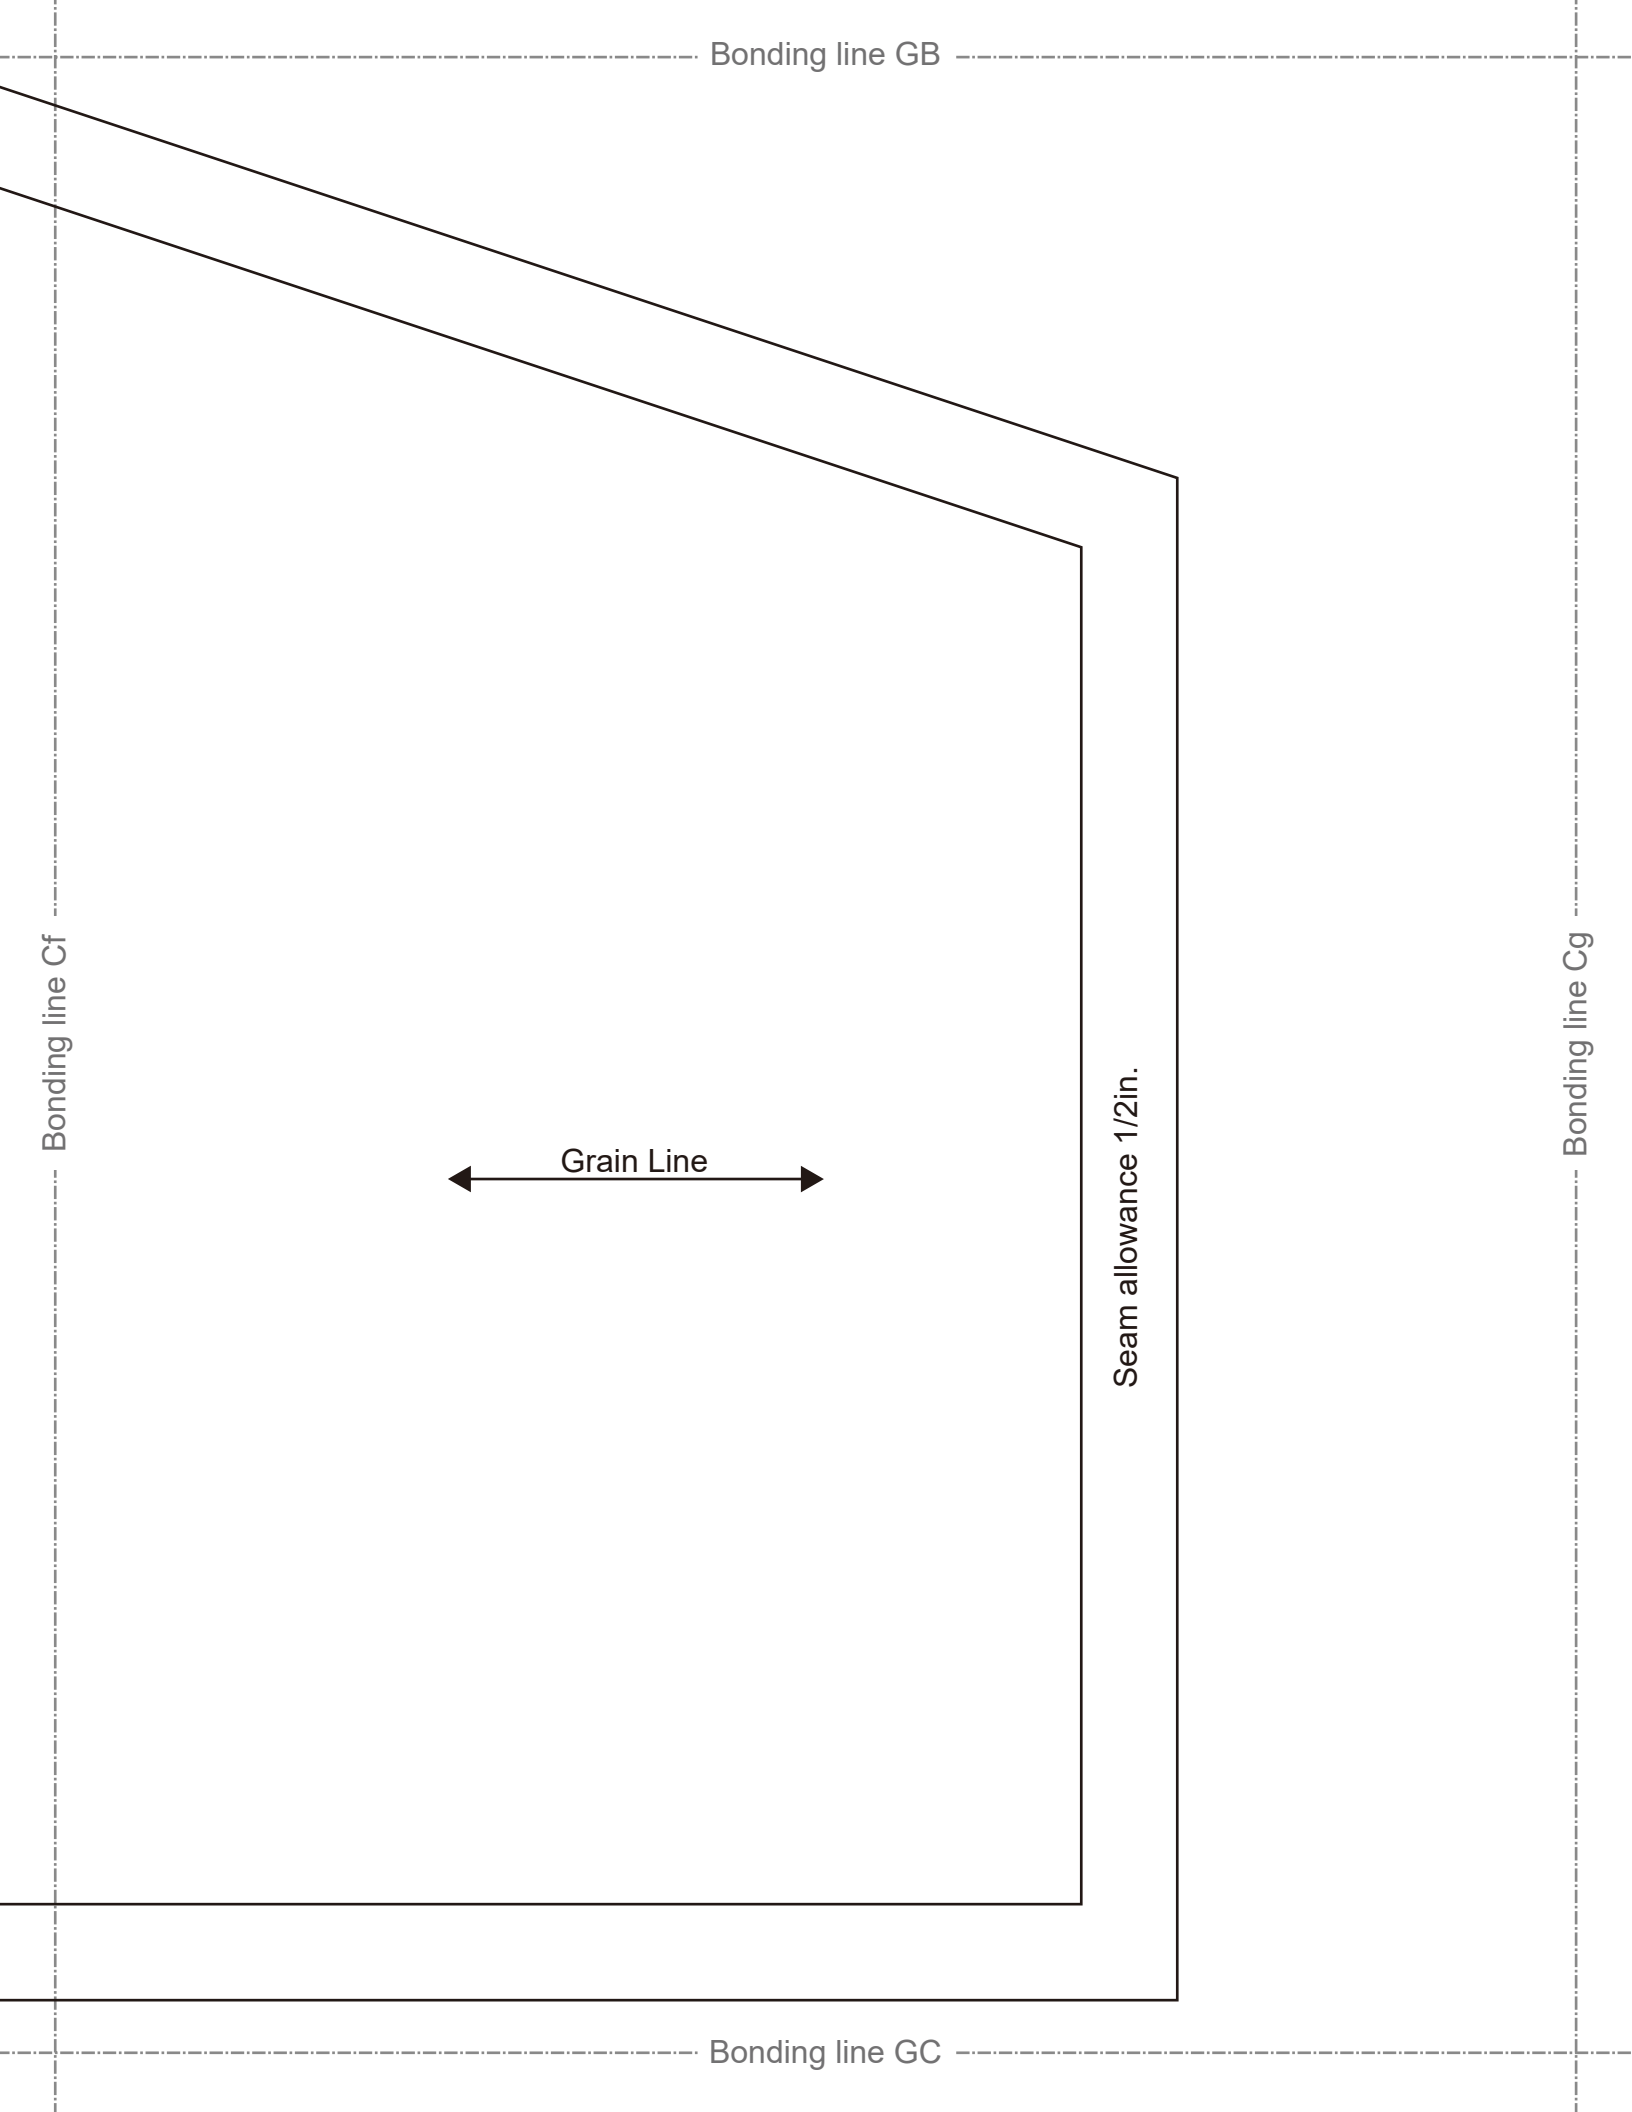 Bonding line GB
Bonding line Cf
Bonding line Cg
Seam allowance 1/2in.
Grain Line
Bonding line GC